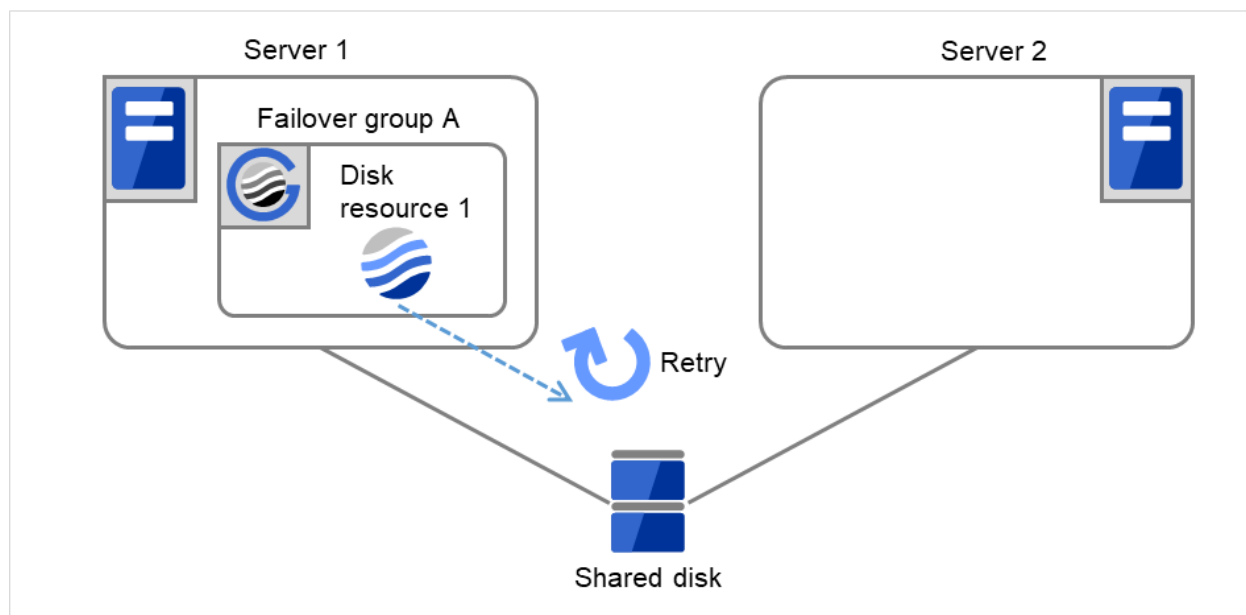 Server 1
Server 2
Failover group A
Disk
resource 1
Retry
Shared disk